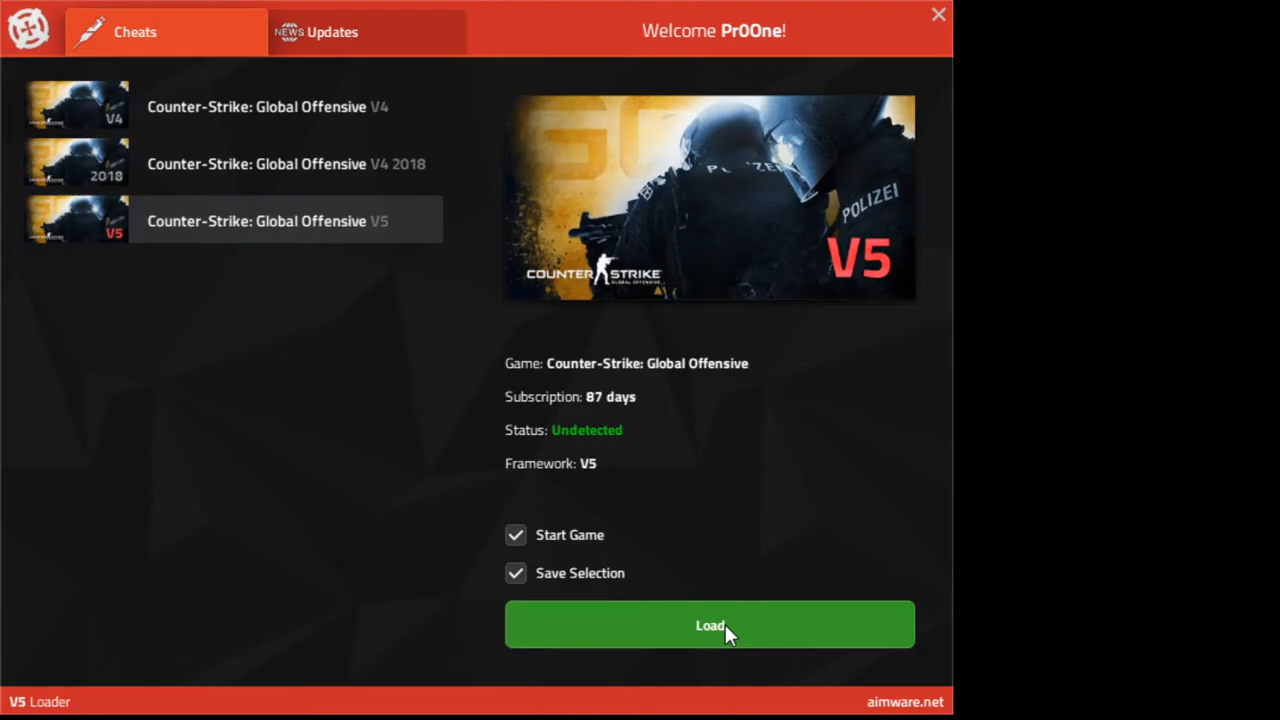 Cheats
NEWS Updates
Welcome Pr0One!
V4
Counter-Strike: Global Offensive V4
2018
Counter-Strike: Global Offensive V4 2018
V5
Counter-Strike: Global Offensive V5
GO
POLIZEI
POLIZEI
V5
COUNTER STRIKE
GLOBAL OFFENSIVE
Game: Counter-Strike: Global Offensive
Subscription: 87 days
Status: Undetected
Framework: V5
Start Game
Save Selection
Load
V5 Loader
aimware.net